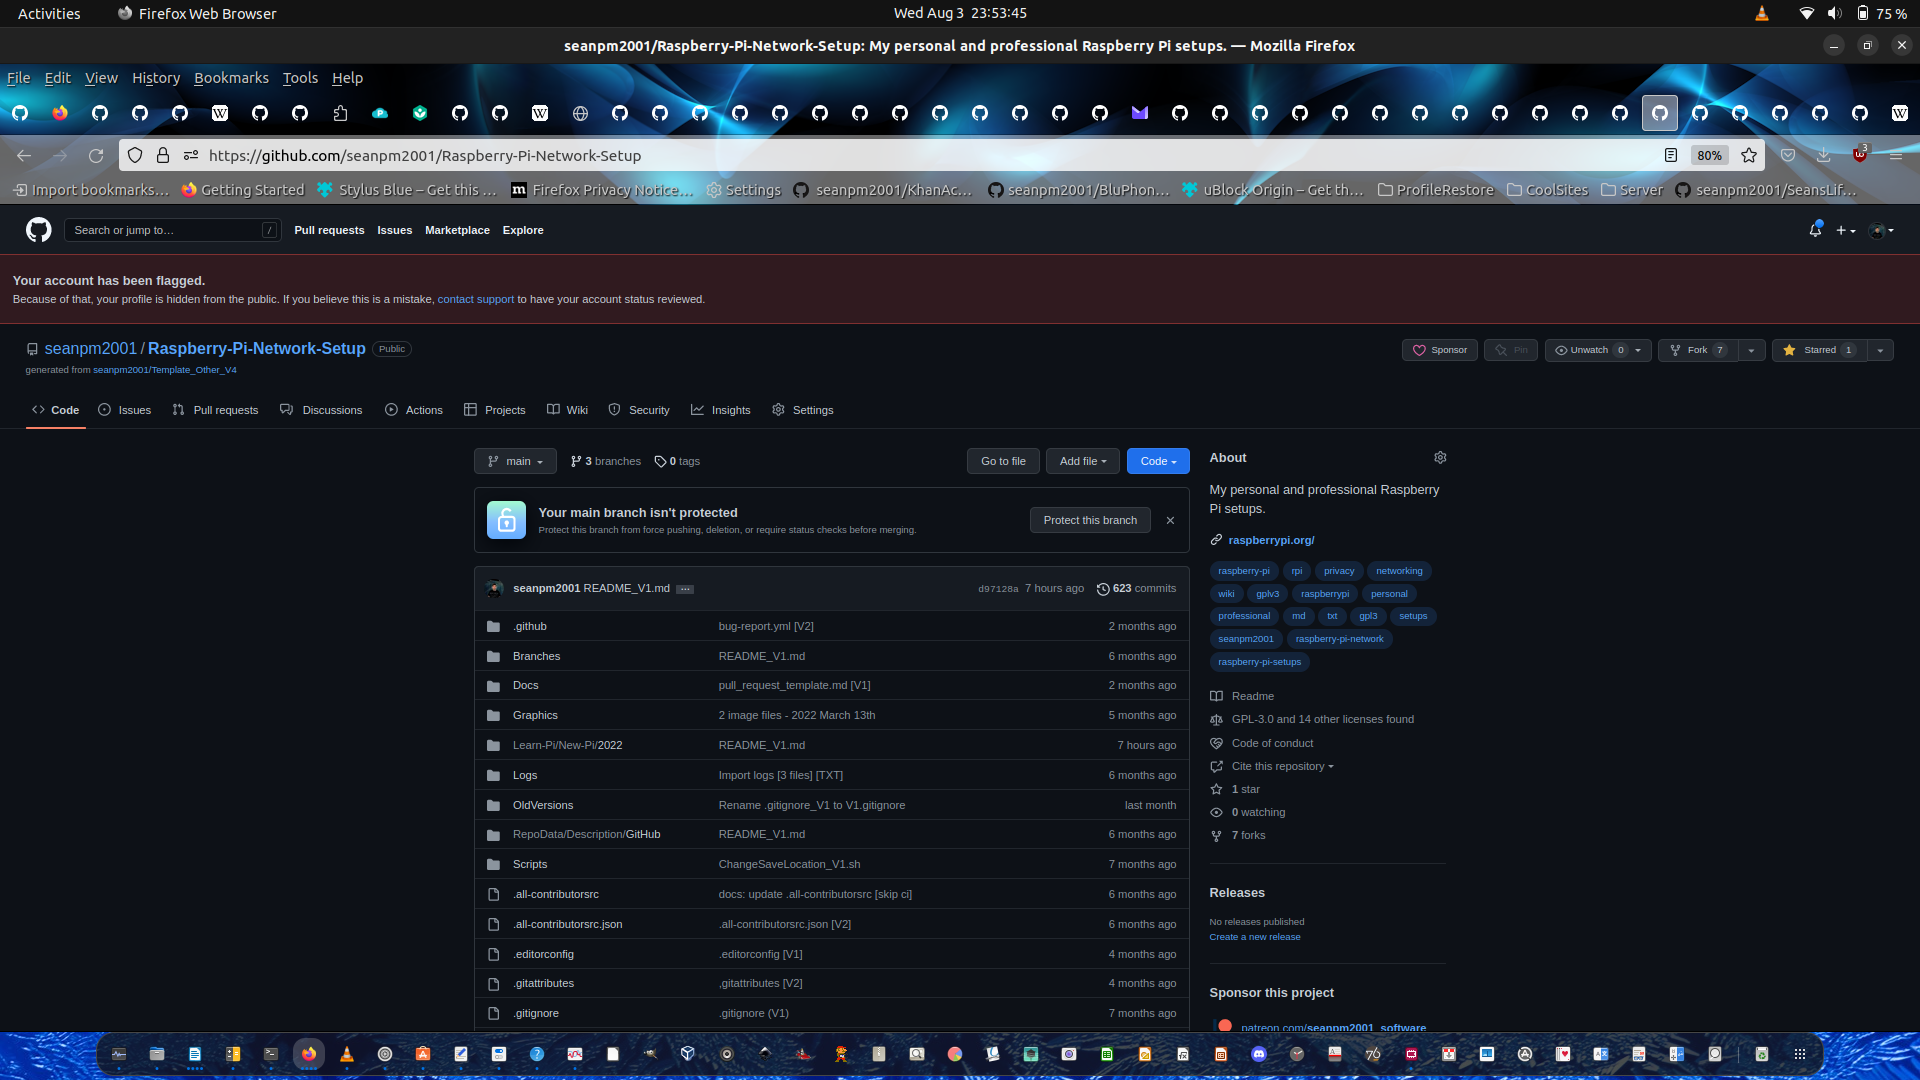 Activities
Firefox Web Browser
Wed Aug 3 23:53:45
75 %
seanpm2001/Raspberry-Pi-Network-Setup: My personal and professional Raspberry Pi setups. — Mozilla Firefox
File Edit View History Bookmarks Tools Help
https://github.com/seanpm2001/Raspberry-Pi-Network-Setup
80%
3
Import bookmarks…
Getting Started
Stylus Blue – Get this …
Firefox Privacy Notice…
Settings
seanpm2001/KhanAc…
seanpm2001/BluPhon…
uBlock Origin – Get th…
ProfileRestore
CoolSites
Server
seanpm2001/SeansLif…
Search or jump to…
/
Pull requests Issues Marketplace Explore
Your account has been flagged.
Because of that, your profile is hidden from the public. If you believe this is a mistake, contact support to have your account status reviewed.
seanpm2001 / Raspberry-Pi-Network-Setup Public
generated from seanpm2001/Template_Other_V4
Sponsor
Pin
Unwatch 0
Fork 7
Starred 1
Code
Issues
Pull requests
Discussions
Actions
Projects
Wiki
Security
Insights
Settings
main
3 branches
0 tags
Go to file
Add file
Code
Your main branch isn't protected
Protect this branch from force pushing, deletion, or require status checks before merging.
Protect this branch
seanpm2001 README_V1.md …
d97128a 7 hours ago
623 commits
.github bug-report.yml [V2] 2 months ago
Branches README_V1.md 6 months ago
Docs pull_request_template.md [V1] 2 months ago
Graphics 2 image files - 2022 March 13th 5 months ago
Learn-Pi/New-Pi/2022 README_V1.md 7 hours ago
Logs Import logs [3 files] [TXT] 6 months ago
OldVersions Rename .gitignore_V1 to V1.gitignore last month
RepoData/Description/GitHub README_V1.md 6 months ago
Scripts ChangeSaveLocation_V1.sh 7 months ago
.all-contributorsrc docs: update .all-contributorsrc [skip ci] 6 months ago
.all-contributorsrc.json .all-contributorsrc.json [V2] 6 months ago
.editorconfig .editorconfig [V1] 4 months ago
.gitattributes .gitattributes [V2] 4 months ago
.gitignore .gitignore (V1) 7 months ago
About
My personal and professional Raspberry
Pi setups.
raspberrypi.org/
raspberry-pi rpi privacy networking
wiki gplv3 raspberrypi personal
professional md txt gpl3 setups
seanpm2001 raspberry-pi-network
raspberry-pi-setups
Readme
GPL-3.0 and 14 other licenses found
Code of conduct
Cite this repository
1 star
0 watching
7 forks
Releases
No releases published
Create a new release
Sponsor this project
patreon.com/seanpm2001_software